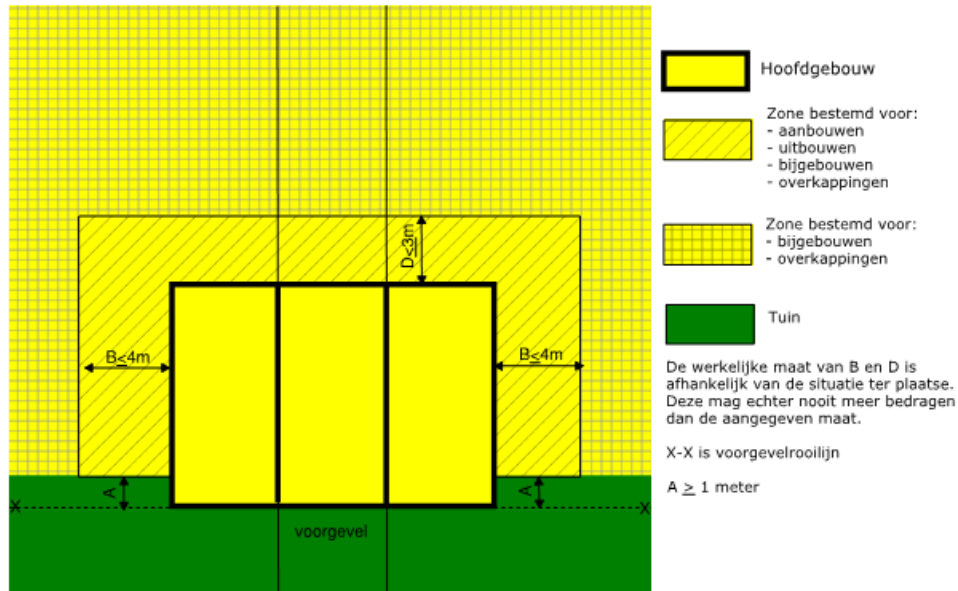 D≤3m
B≤4m
B≤4m
A
A
X
X
voorgevel
Hoofdgebouw
Zone bestemd voor:
- aanbouwen
- uitbouwen
- bijgebouwen
- overkappingen
Zone bestemd voor:
- bijgebouwen
- overkappingen
Tuin
De werkelijke maat van B en D is
afhankelijk van de situatie ter plaatse.
Deze mag echter nooit meer bedragen
dan de aangegeven maat.
X-X is voorgevelrooilijn
A ≥ 1 meter